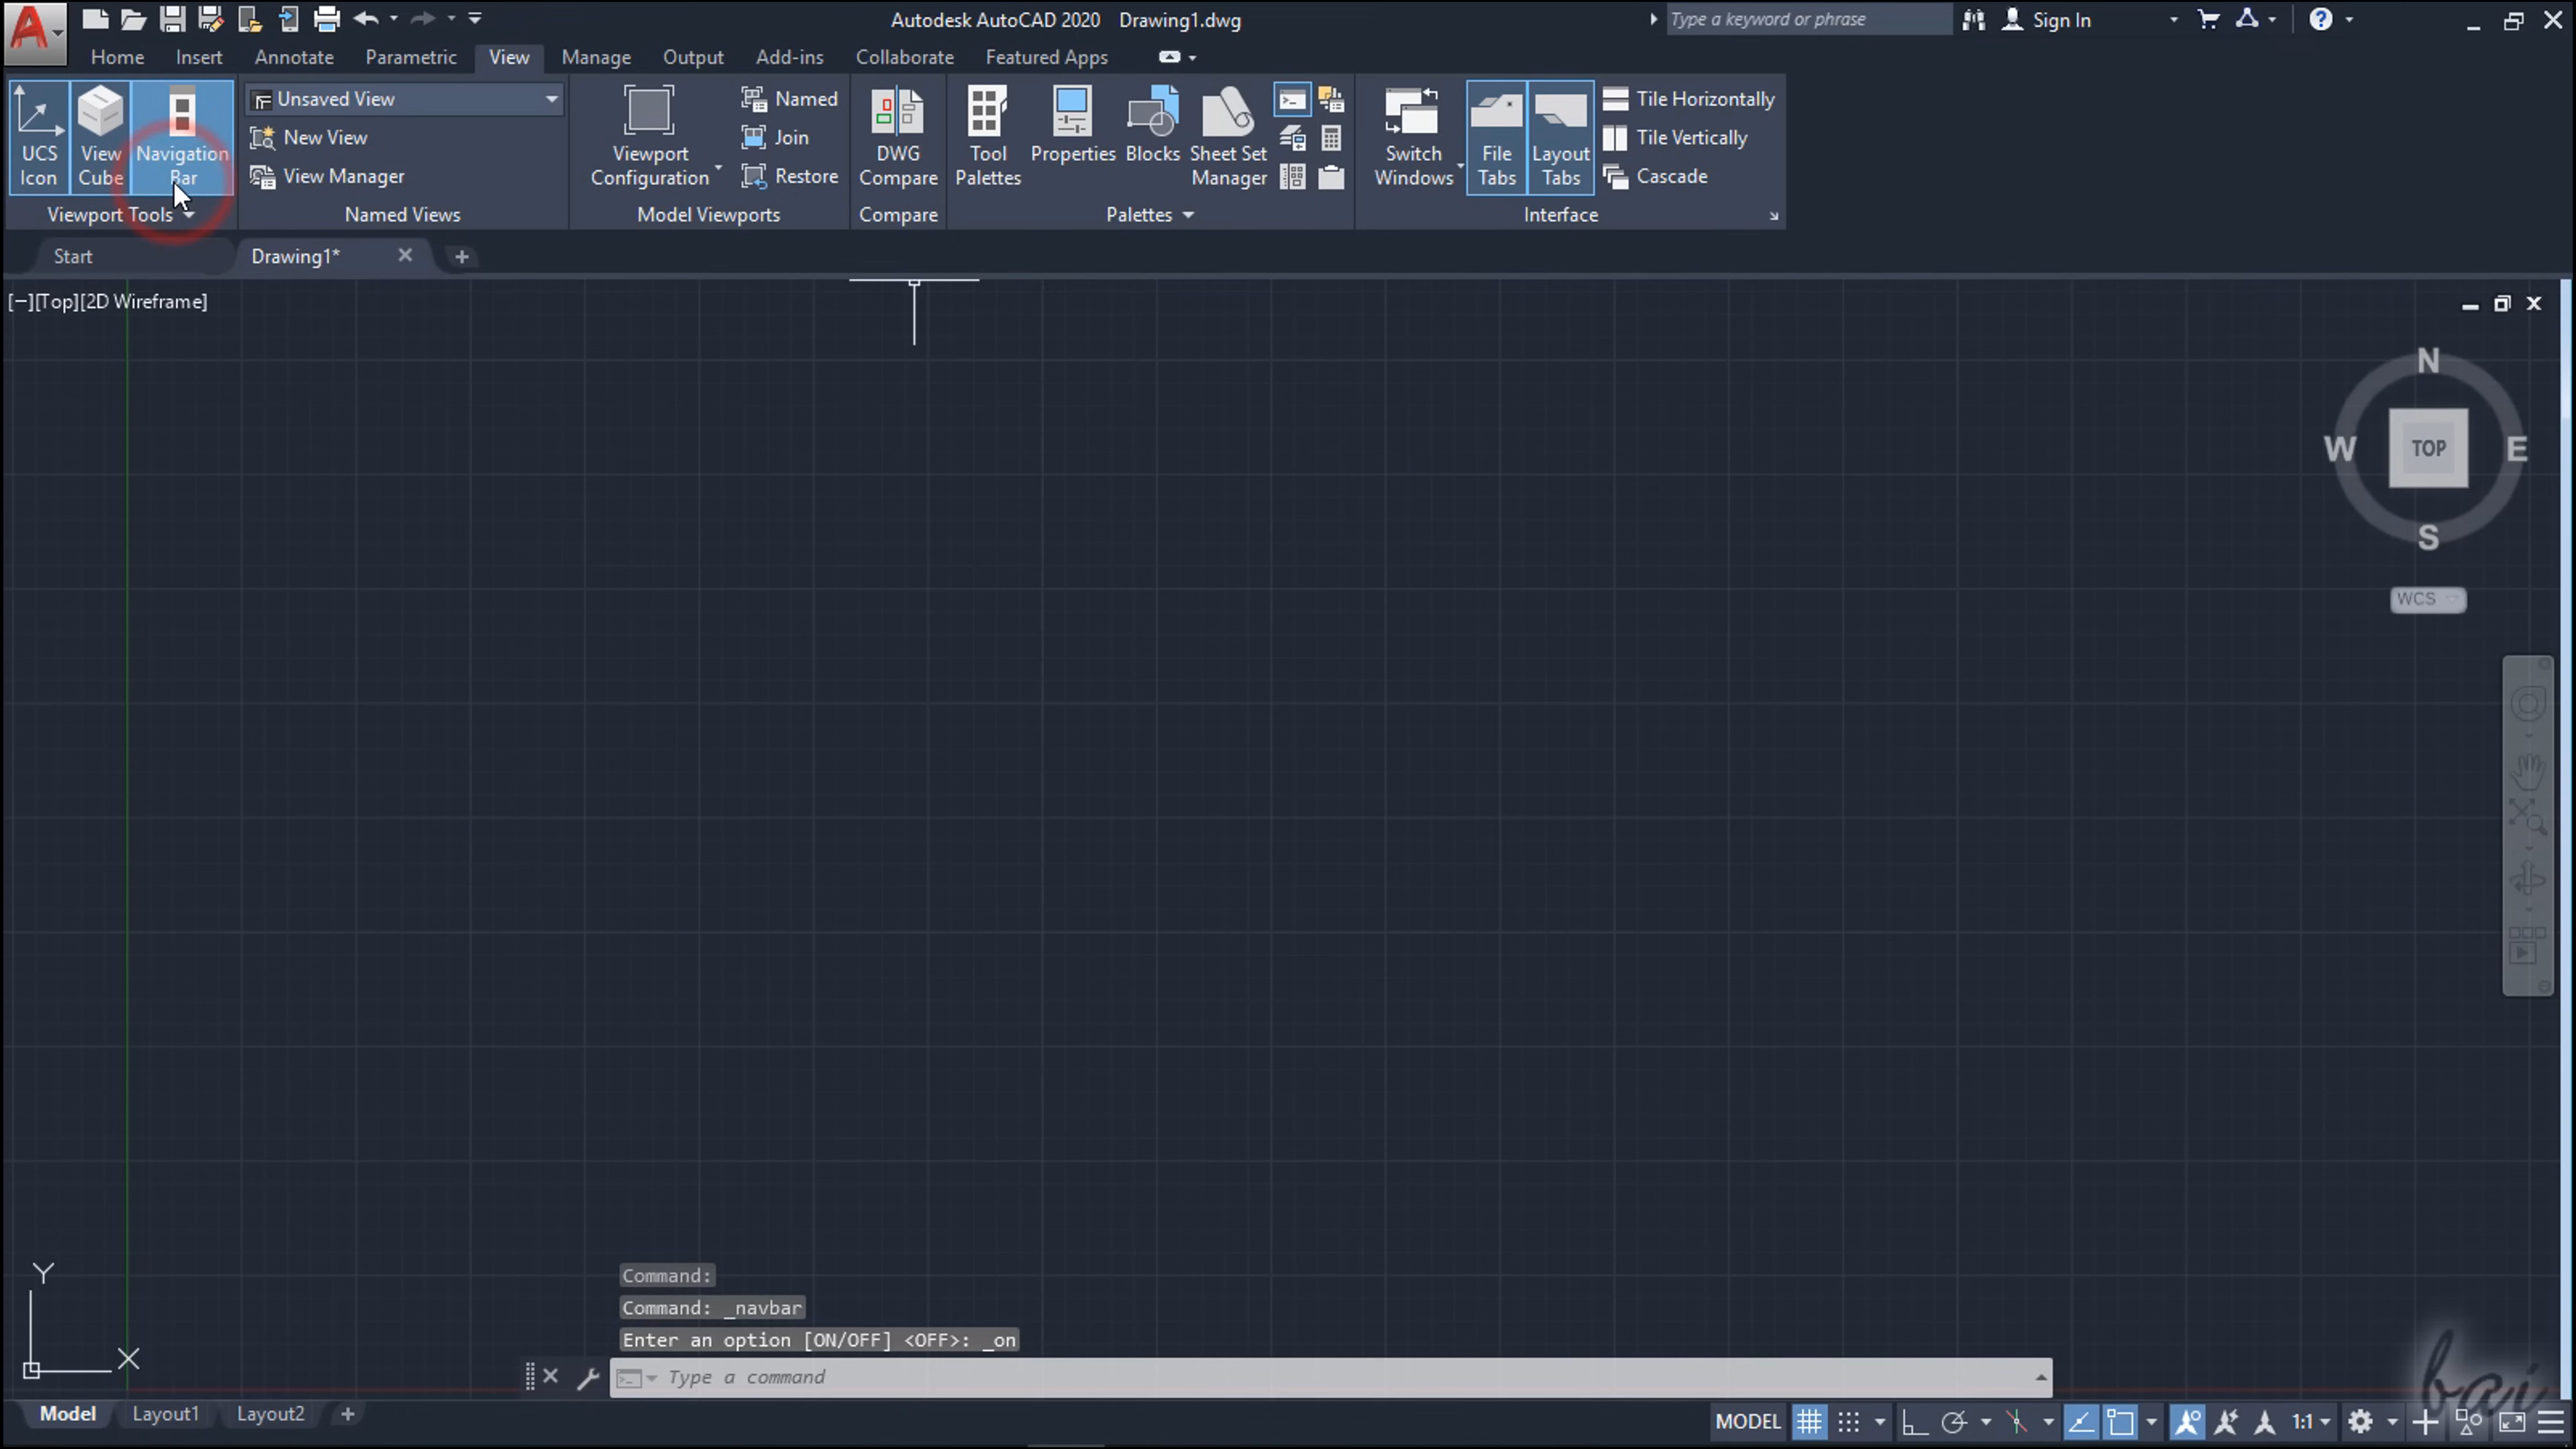 Autodesk AutoCAD 2020 Drawing1.dwg
Type a keyword or phrase
Sign In
Home Insert Annotate Parametric View Manage Output Add-ins Collaborate Featured Apps
UCS Icon
View Cube
Navigation Bar
Viewport Tools
Unsaved View
New View
View Manager
Named Views
Viewport Configuration
Named
Join
Restore
Model Viewports
DWG Compare
Compare
Tool Palettes
Properties
Blocks
Sheet Set Manager
Palettes
Switch Windows
File Tabs
Layout Tabs
Tile Horizontally
Tile Vertically
Cascade
Interface
Start
Drawing1*
[−][Top][2D Wireframe]
N
W
TOP
E
S
WCS
Y
X
Command:
Command: _navbar
Enter an option [ON/OFF] <OFF>: _on
Type a command
Model Layout1 Layout2
MODEL
1:1
bai